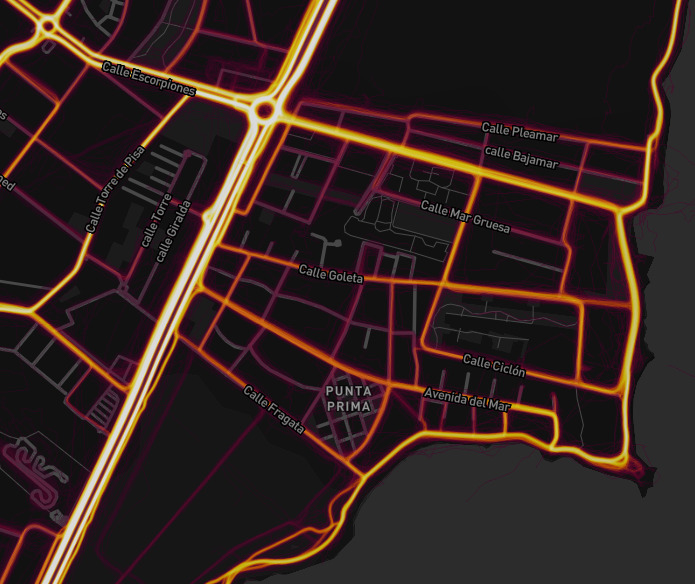 Calle Escorpiones
Calle Pleamar
calle Bajamar
Calle Torre de Pisa
calle Torre
calle Giralda
Calle Mar Gruesa
Calle Goleta
Calle Ciclón
PUNTA
PRIMA
Avenida del Mar
Calle Fragata